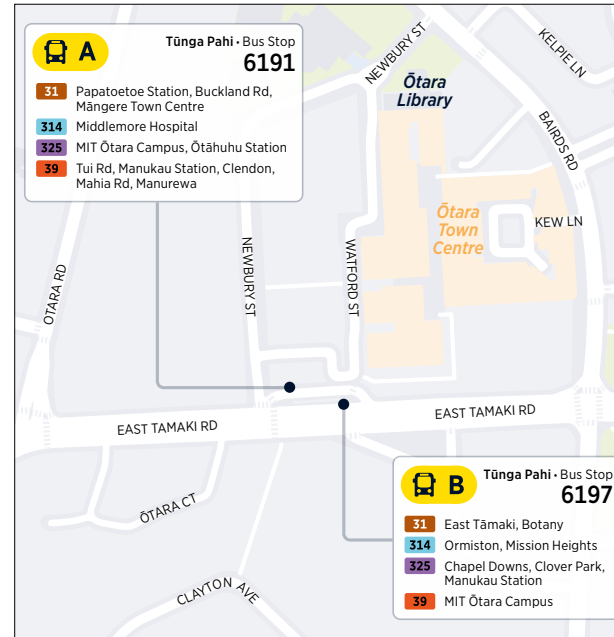 A
Tūnga Pahi • Bus Stop
6191
31 Papatoetoe Station, Buckland Rd,
Māngere Town Centre
314 Middlemore Hospital
325 MIT Ōtara Campus, Ōtāhuhu Station
39 Tui Rd, Manukau Station, Clendon,
Mahia Rd, Manurewa
NEWBURY ST
KELPIE LN
Ōtara
Library
BAIRDS RD
Ōtara
Town
Centre
KEW LN
OTARA RD
NEWBURY ST
WATFORD ST
EAST TAMAKI RD
EAST TAMAKI RD
ŌTARA CT
CLAYTON AVE
B
Tūnga Pahi • Bus Stop
6197
31 East Tāmaki, Botany
314 Ormiston, Mission Heights
325 Chapel Downs, Clover Park,
Manukau Station
39 MIT Ōtara Campus